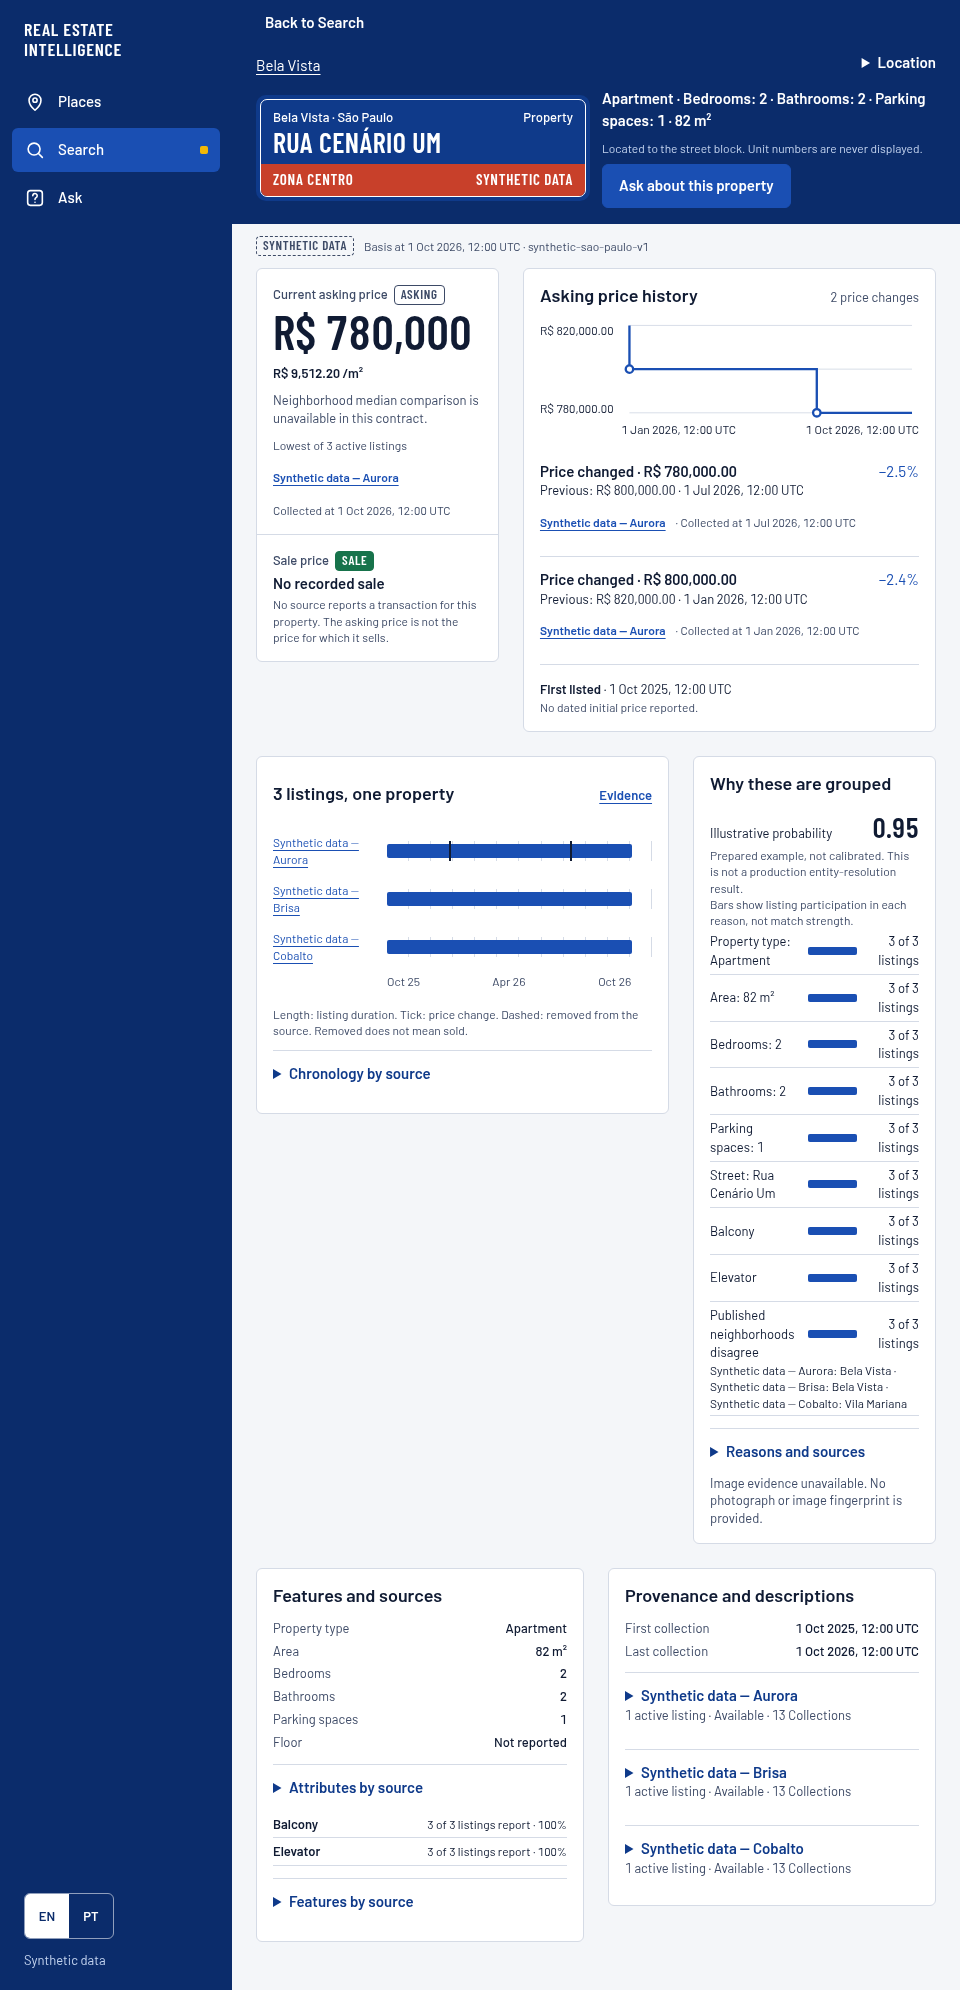 REAL ESTATE
INTELLIGENCE
Places
Search
Ask
Back to Search
Bela Vista
Location
Bela Vista · São Paulo
Property
RUA CENÁRIO UM
ZONA CENTRO
SYNTHETIC DATA
Apartment · Bedrooms: 2 · Bathrooms: 2 · Parking
spaces: 1 · 82 m²
Located to the street block. Unit numbers are never displayed.
Ask about this property
SYNTHETIC DATA
Basis at 1 Oct 2026, 12:00 UTC · synthetic-sao-paulo-v1
Current asking price
ASKING
R$ 780,000
R$ 9,512.20 /m²
Neighborhood median comparison is
unavailable in this contract.
Lowest of 3 active listings
Synthetic data — Aurora
Collected at 1 Oct 2026, 12:00 UTC
Sale price
SALE
No recorded sale
No source reports a transaction for this
property. The asking price is not the
price for which it sells.
Asking price history
2 price changes
R$ 820,000.00
R$ 780,000.00
1 Jan 2026, 12:00 UTC
1 Oct 2026, 12:00 UTC
Price changed · R$ 780,000.00
−2.5%
Previous: R$ 800,000.00 · 1 Jul 2026, 12:00 UTC
Synthetic data — Aurora · Collected at 1 Jul 2026, 12:00 UTC
Price changed · R$ 800,000.00
−2.4%
Previous: R$ 820,000.00 · 1 Jan 2026, 12:00 UTC
Synthetic data — Aurora · Collected at 1 Jan 2026, 12:00 UTC
First listed · 1 Oct 2025, 12:00 UTC
No dated initial price reported.
3 listings, one property
Evidence
Synthetic data —
Aurora
Synthetic data —
Brisa
Synthetic data —
Cobalto
Oct 25
Apr 26
Oct 26
Length: listing duration. Tick: price change. Dashed: removed from the
source. Removed does not mean sold.
Chronology by source
Why these are grouped
Illustrative probability
0.95
Prepared example, not calibrated. This
is not a production entity-resolution
result.
Bars show listing participation in each
reason, not match strength.
Property type:
Apartment
3 of 3
listings
Area: 82 m²
3 of 3
listings
Bedrooms: 2
3 of 3
listings
Bathrooms: 2
3 of 3
listings
Parking
spaces: 1
3 of 3
listings
Street: Rua
Cenário Um
3 of 3
listings
Balcony
3 of 3
listings
Elevator
3 of 3
listings
Published
neighborhoods
disagree
3 of 3
listings
Synthetic data — Aurora: Bela Vista ·
Synthetic data — Brisa: Bela Vista ·
Synthetic data — Cobalto: Vila Mariana
Reasons and sources
Image evidence unavailable. No
photograph or image fingerprint is
provided.
Features and sources
Property type
Apartment
Area
82 m²
Bedrooms
2
Bathrooms
2
Parking spaces
1
Floor
Not reported
Attributes by source
Balcony
3 of 3 listings report · 100%
Elevator
3 of 3 listings report · 100%
Features by source
Provenance and descriptions
First collection
1 Oct 2025, 12:00 UTC
Last collection
1 Oct 2026, 12:00 UTC
Synthetic data — Aurora
1 active listing · Available · 13 Collections
Synthetic data — Brisa
1 active listing · Available · 13 Collections
Synthetic data — Cobalto
1 active listing · Available · 13 Collections
EN
PT
Synthetic data